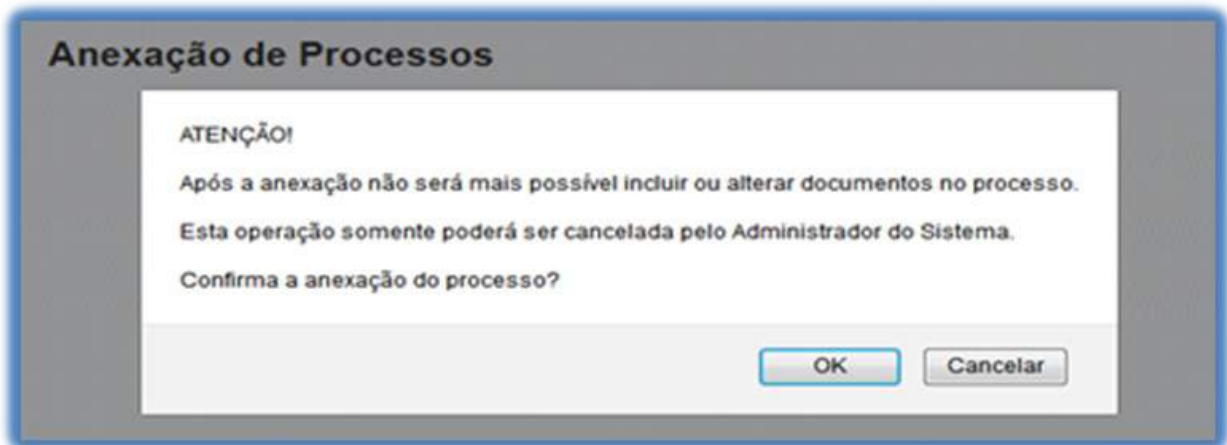 Anexação de Processos
ATENÇÃO!
Após a anexação não será mais possível incluir ou alterar documentos no processo.
Esta operação somente poderá ser cancelada pelo Administrador do Sistema.
Confirma a anexação do processo?
OK Cancelar